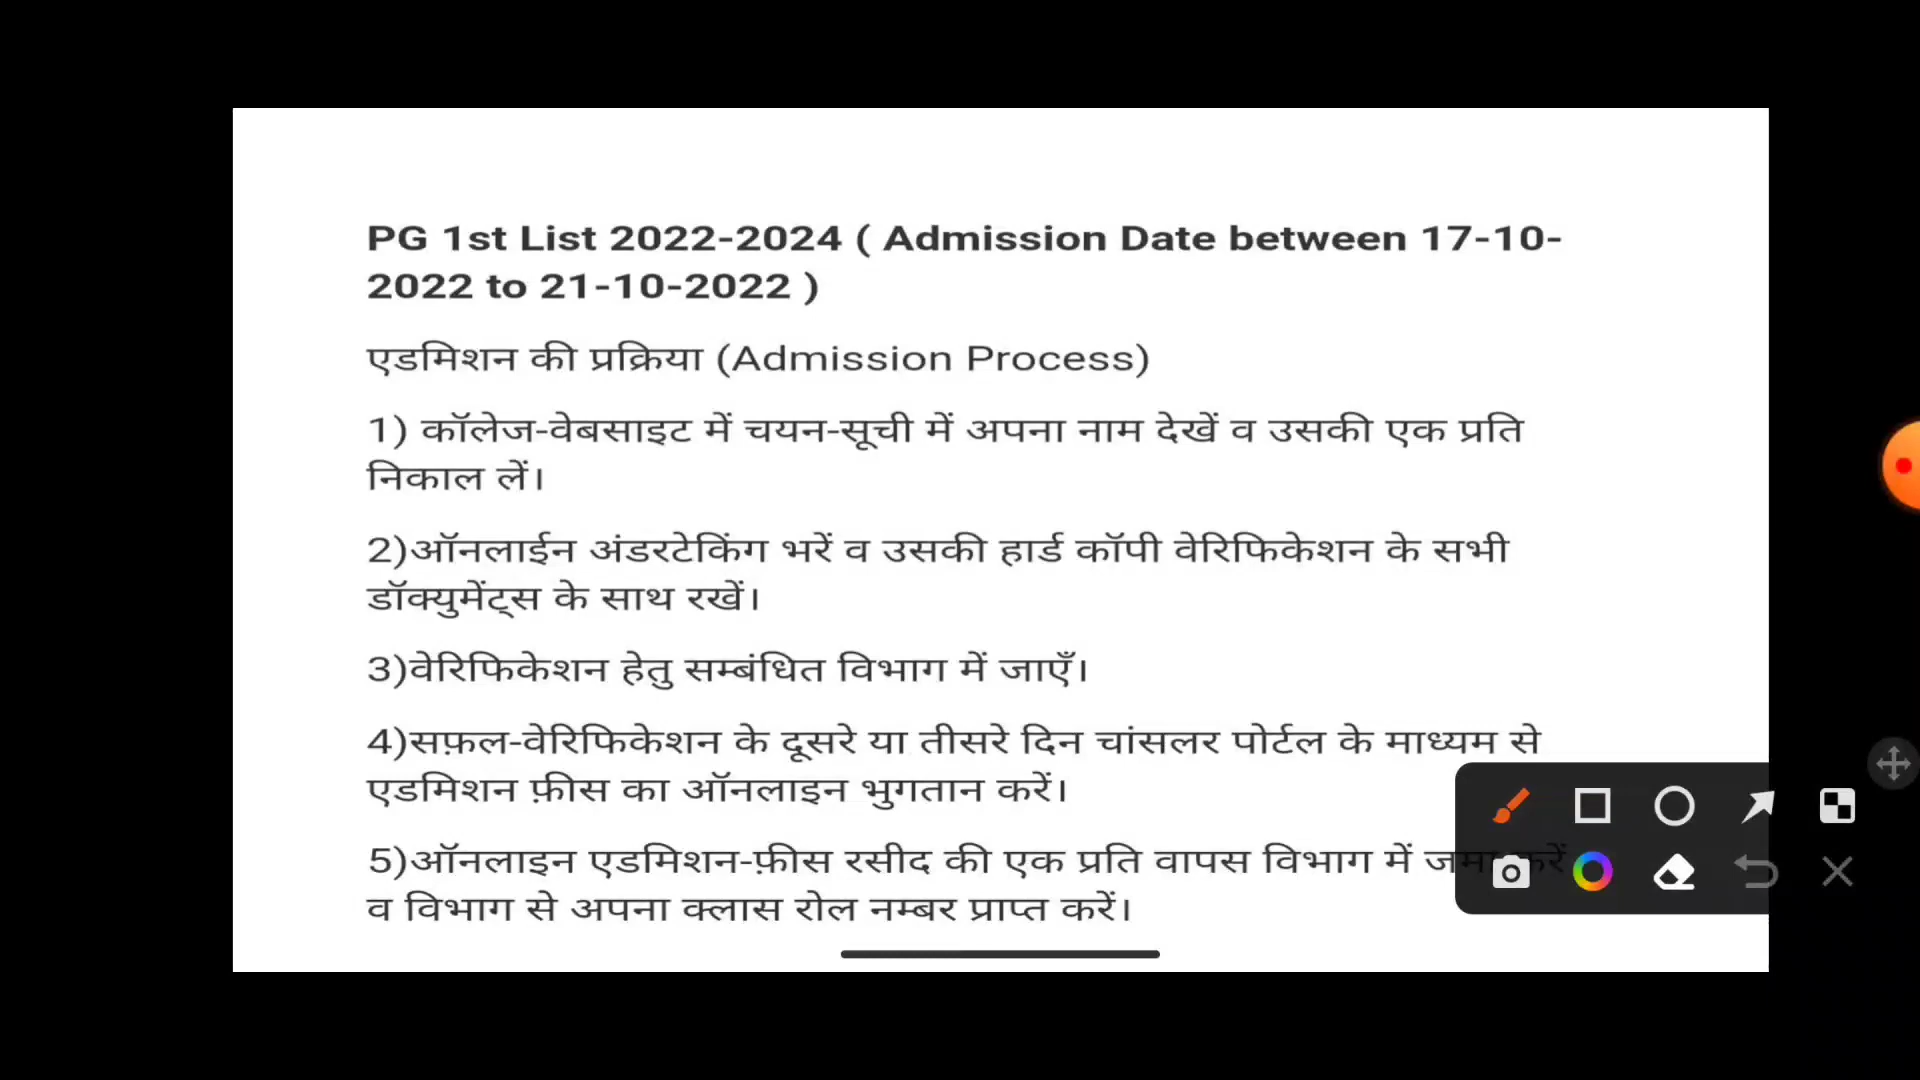 PG 1st List 2022-2024 ( Admission Date between 17-10-
2022 to 21-10-2022 )
एडमिशन की प्रक्रिया (Admission Process)
1) कॉलेज-वेबसाइट में चयन-सूची में अपना नाम देखें व उसकी एक प्रति
निकाल लें।
2)ऑनलाईन अंडरटेकिंग भरें व उसकी हार्ड कॉपी वेरिफिकेशन के सभी
डॉक्युमेंट्स के साथ रखें।
3)वेरिफिकेशन हेतु सम्बंधित विभाग में जाएँ।
4)सफ़ल-वेरिफिकेशन के दूसरे या तीसरे दिन चांसलर पोर्टल के माध्यम से
एडमिशन फ़ीस का ऑनलाइन भुगतान करें।
5)ऑनलाइन एडमिशन-फ़ीस रसीद की एक प्रति वापस विभाग में जमा करें
व विभाग से अपना क्लास रोल नम्बर प्राप्त करें।